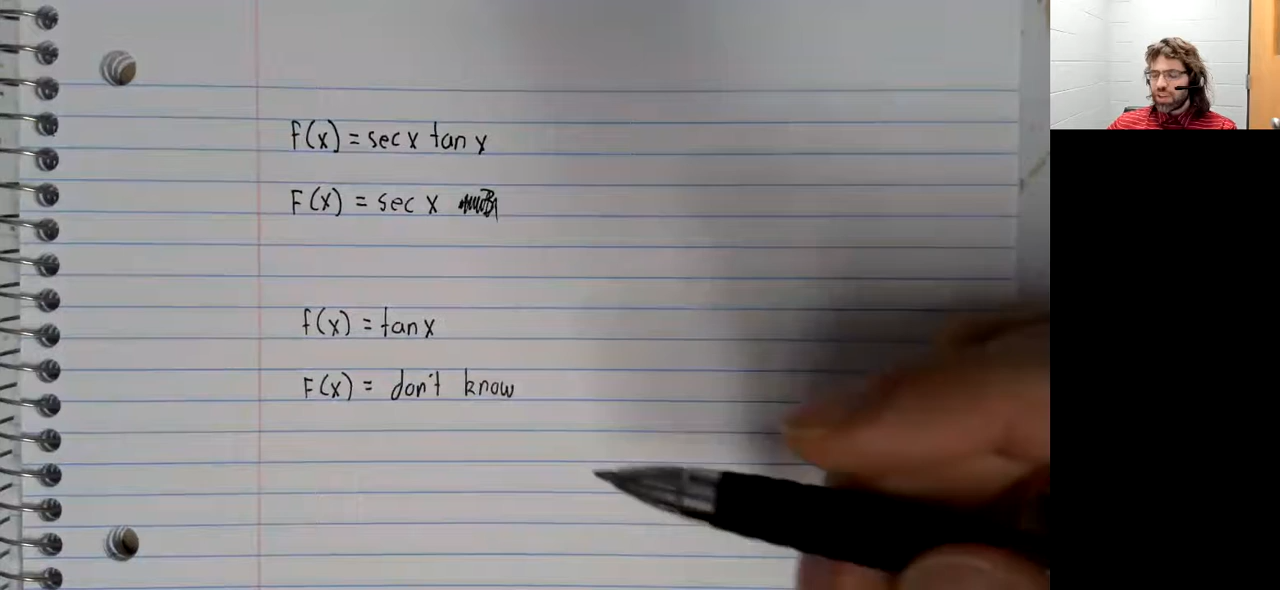 f(x) = sec x tan x
F(x) = sec x
f(x) = tan x
F(x) = don't know